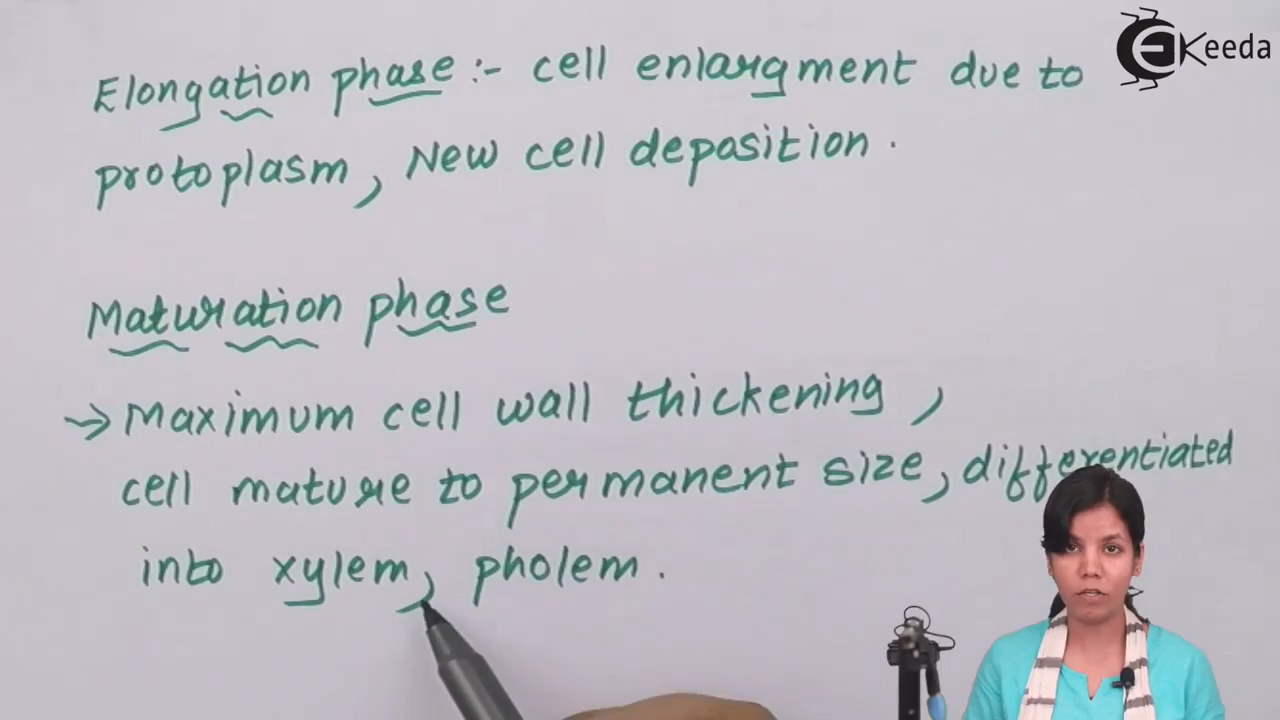 EKeeda
Elongation phase :- cell enlargment due to
protoplasm, New cell deposition.
Maturation phase
→ Maximum cell wall thickening,
cell mature to permanent size, differentiated
into xylem, pholem.